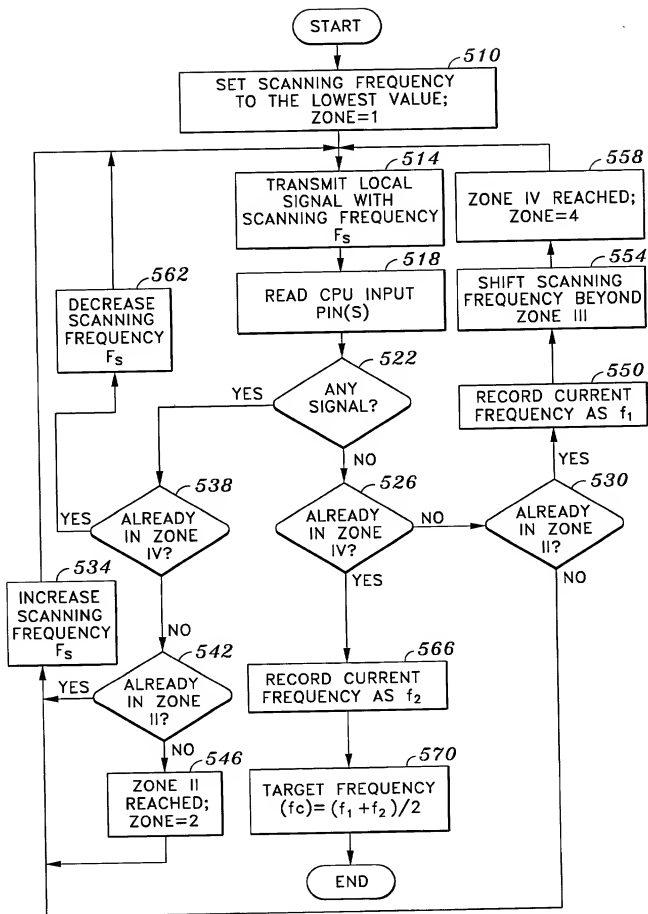 START
510
SET SCANNING FREQUENCY
TO THE LOWEST VALUE;
ZONE=1
514
TRANSMIT LOCAL
SIGNAL WITH
SCANNING FREQUENCY
FS
558
ZONE IV REACHED;
ZONE=4
562
DECREASE
SCANNING
FREQUENCY
FS
518
READ CPU INPUT
PIN(S)
554
SHIFT SCANNING
FREQUENCY BEYOND
ZONE III
522
ANY
SIGNAL?
YES
NO
550
RECORD CURRENT
FREQUENCY AS f1
YES
538
ALREADY
IN ZONE
IV?
YES
NO
526
ALREADY
IN ZONE
IV?
NO
YES
530
ALREADY
IN ZONE
II?
NO
534
INCREASE
SCANNING
FREQUENCY
FS
542
ALREADY
IN ZONE
II?
YES
NO
566
RECORD CURRENT
FREQUENCY AS f2
546
ZONE II
REACHED;
ZONE=2
570
TARGET FREQUENCY
(fc)=(f1+f2)/2
END